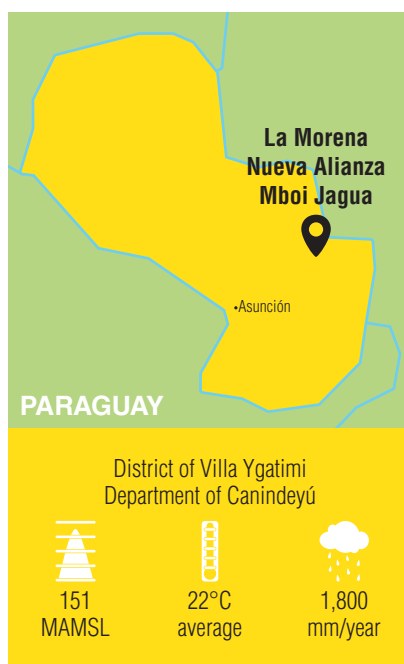 La Morena
Nueva Alianza
Mboi Jagua
•Asunción
PARAGUAY
District of Villa Ygatimi
Department of Canindeyú
151
MAMSL
22°C
average
1,800
mm/year